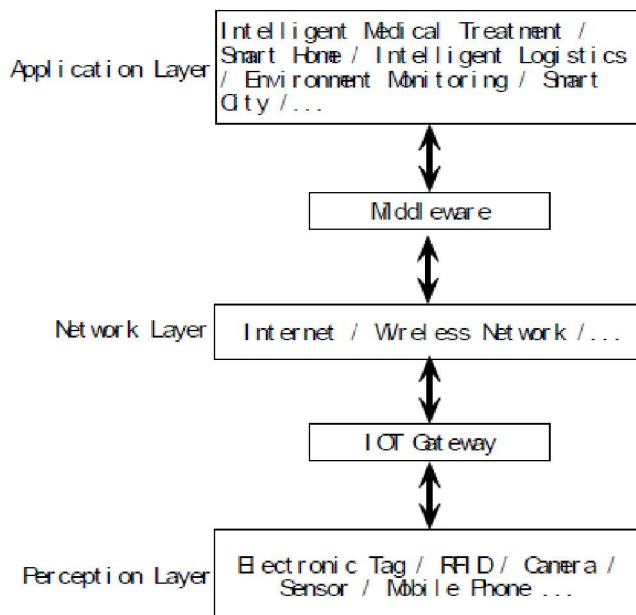 Intelligent Medical Treatment /
Smart Home / Intelligent Logistics
/ Environment Monitoring / Smart
City /...
Application Layer
Middleware
Network Layer
Internet / Wireless Network /...
IOT Gateway
Perception Layer
Electronic Tag / RFID / Camera /
Sensor / Mobile Phone ...